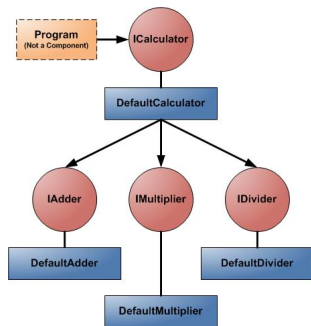 Program
(Not a Component)
ICalculator
DefaultCalculator
IAdder
IMultiplier
IDivider
DefaultAdder
DefaultDivider
DefaultMultiplier